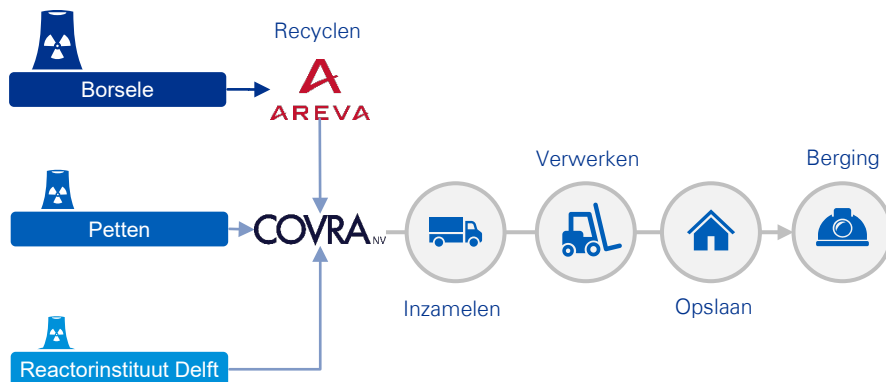 Recyclen
Borsele
AREVA
Verwerken
Berging
Petten
COVRA NV
Inzamelen
Opslaan
Reactorinstituut Delft